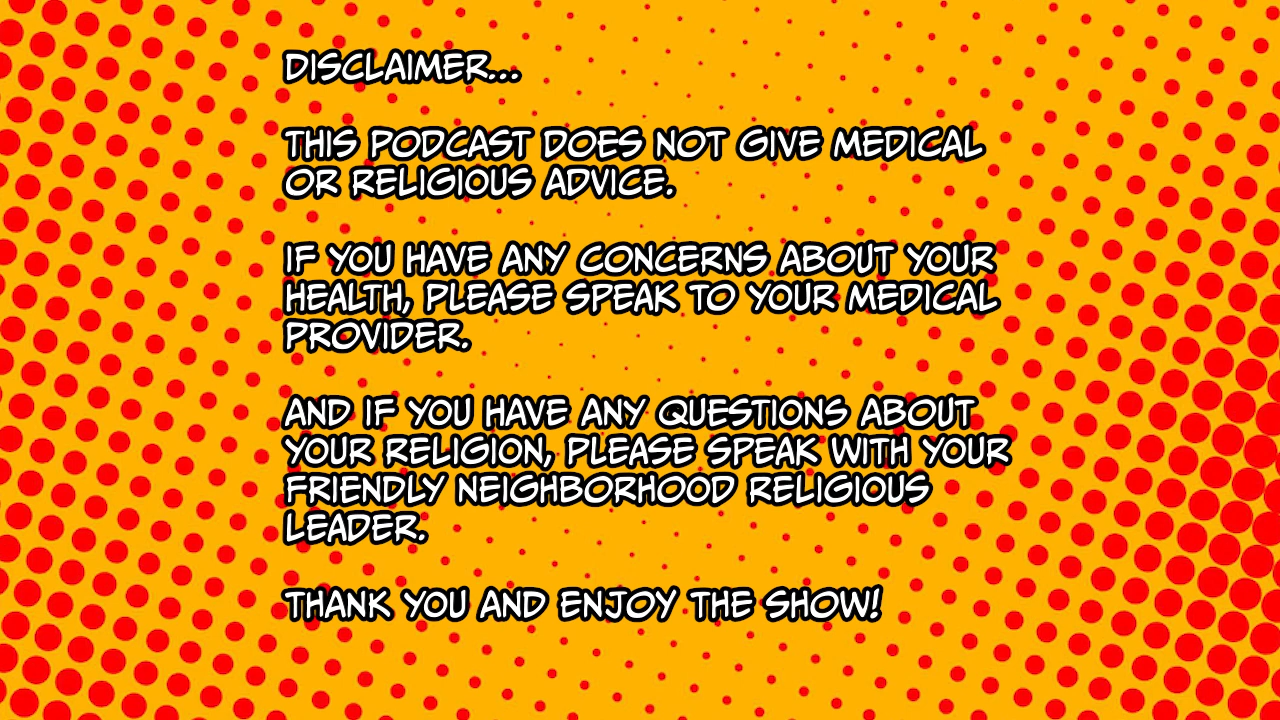 DISCLAIMER...
THIS PODCAST DOES NOT GIVE MEDICAL
OR RELIGIOUS ADVICE.
IF YOU HAVE ANY CONCERNS ABOUT YOUR
HEALTH, PLEASE SPEAK TO YOUR MEDICAL
PROVIDER.
AND IF YOU HAVE ANY QUESTIONS ABOUT
YOUR RELIGION, PLEASE SPEAK WITH YOUR
FRIENDLY NEIGHBORHOOD RELIGIOUS
LEADER.
THANK YOU AND ENJOY THE SHOW!